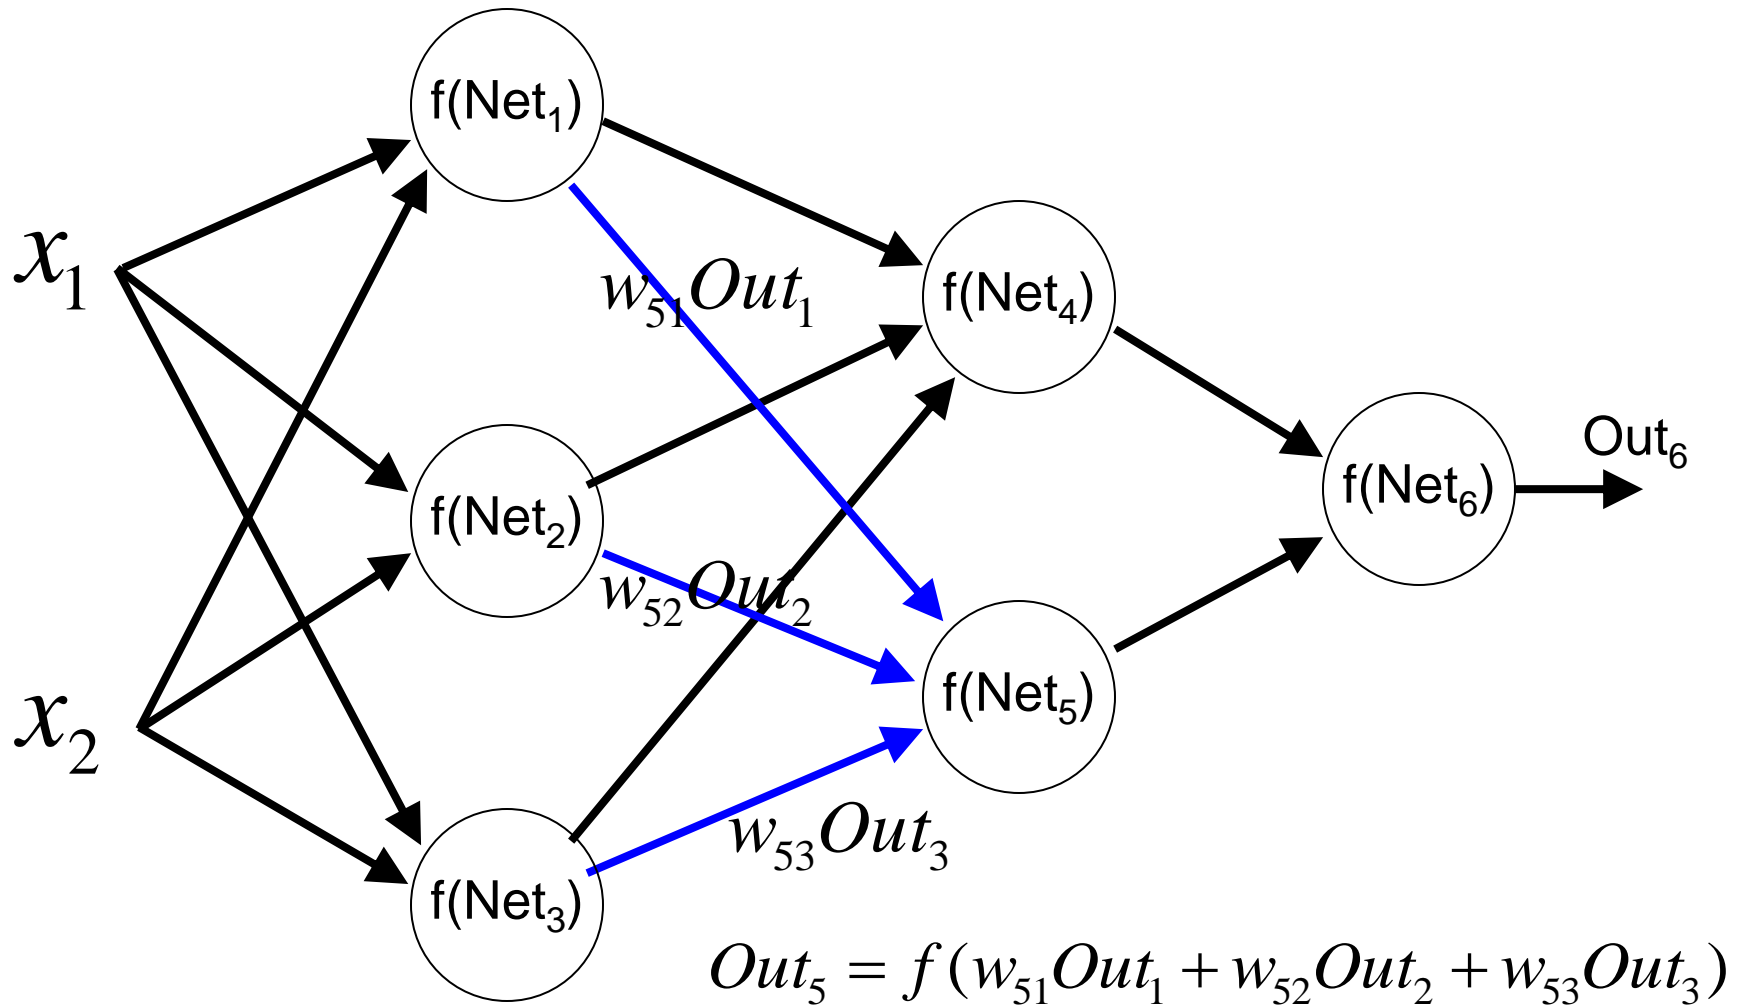 f(Net₁)
x₁
w₅₁Out₁
f(Net₄)
Out₆
f(Net₂)
f(Net₆)
w₅₂Out₂
x₂
f(Net₅)
w₅₃Out₃
f(Net₃)
Out₅ = f(w₅₁Out₁ + w₅₂Out₂ + w₅₃Out₃)